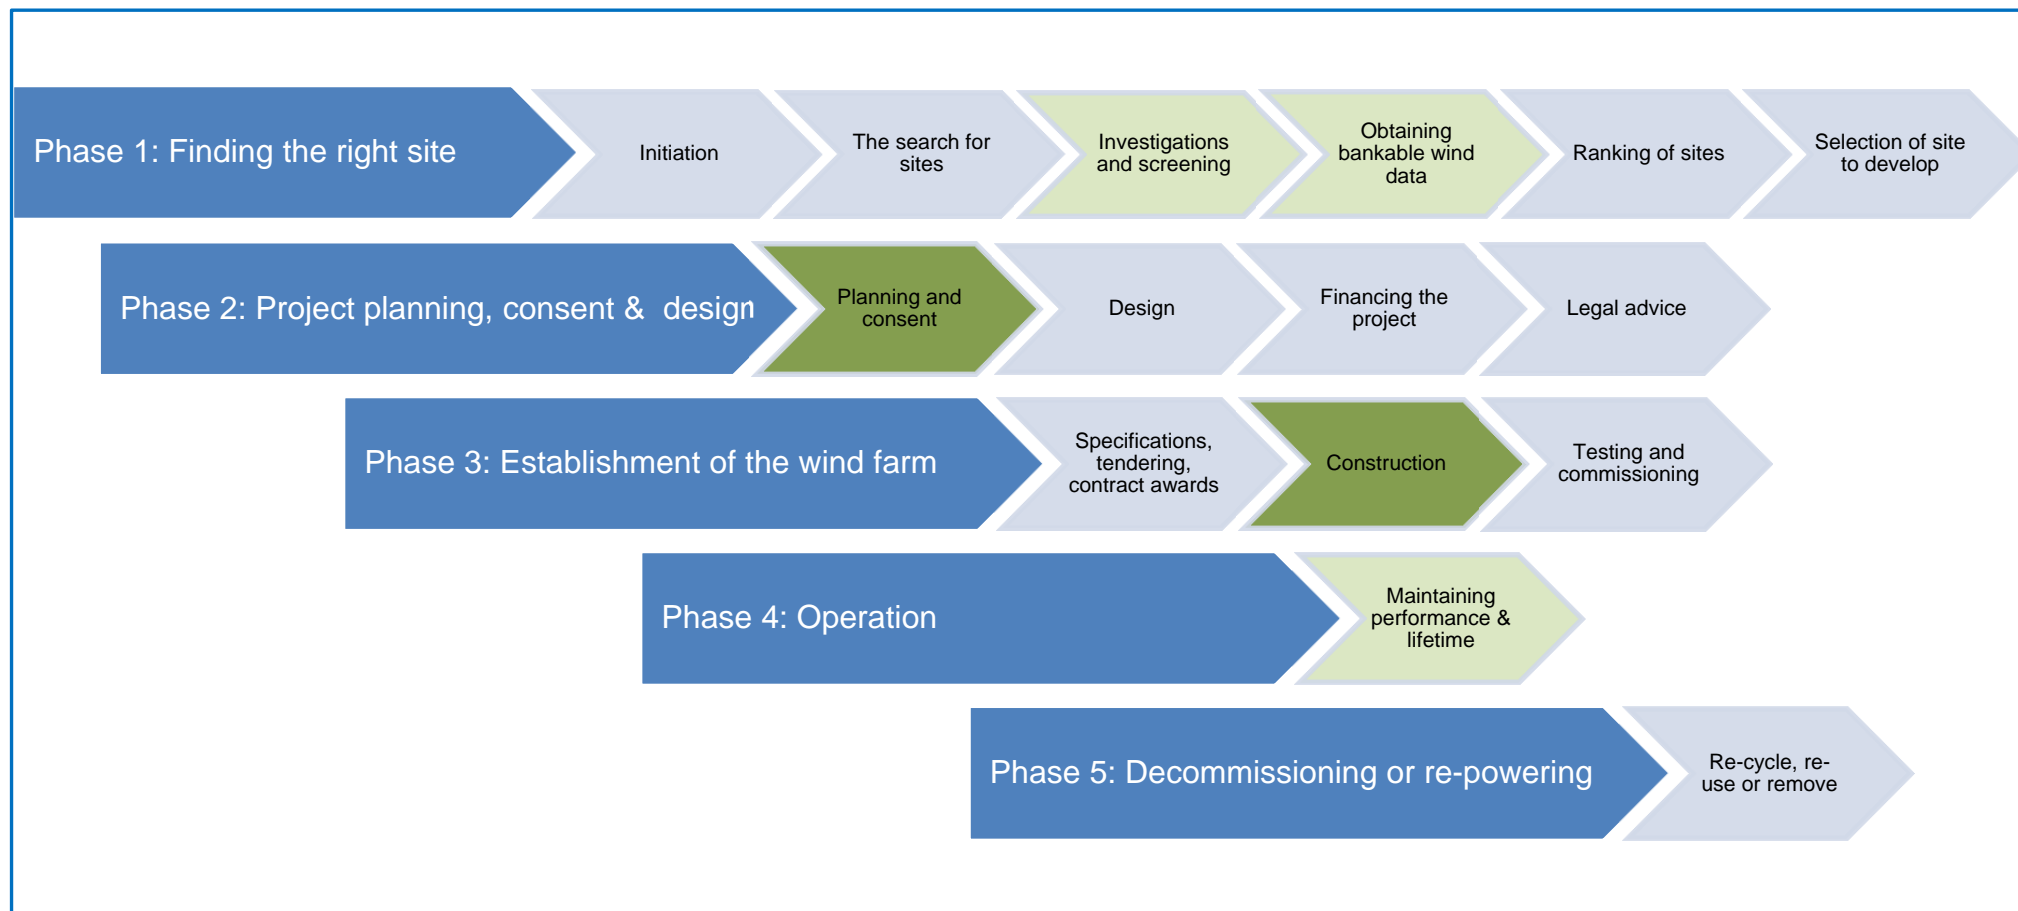 Phase 1: Finding the right site
Initiation
The search for
sites
Investigations
and screening
Obtaining
bankable wind
data
Ranking of sites
Selection of site
to develop
Phase 2: Project planning, consent & design
Planning and
consent
Design
Financing the
project
Legal advice
Phase 3: Establishment of the wind farm
Specifications,
tendering,
contract awards
Construction
Testing and
commissioning
Phase 4: Operation
Maintaining
performance &
lifetime
Phase 5: Decommissioning or re-powering
Re-cycle, re-
use or remove